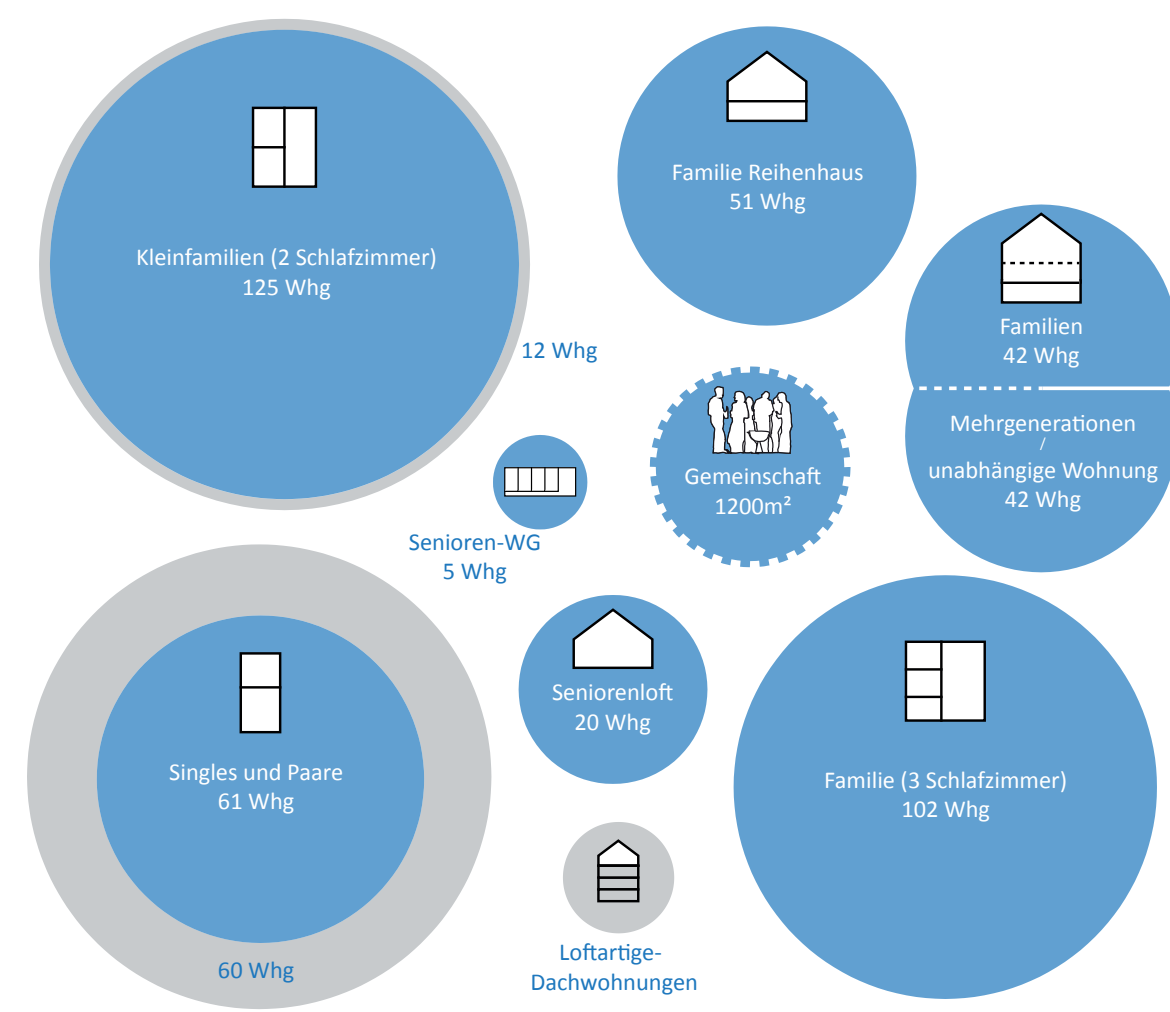 Kleinfamilien (2 Schlafzimmer)
125 Whg
12 Whg
Familie Reihenhaus
51 Whg
Familien
42 Whg
Mehrgenerationen
/
unabhängige Wohnung
42 Whg
Gemeinschaft
1200m²
Senioren-WG
5 Whg
Singles und Paare
61 Whg
60 Whg
Seniorenloft
20 Whg
Loftartige-
Dachwohnungen
Familie (3 Schlafzimmer)
102 Whg